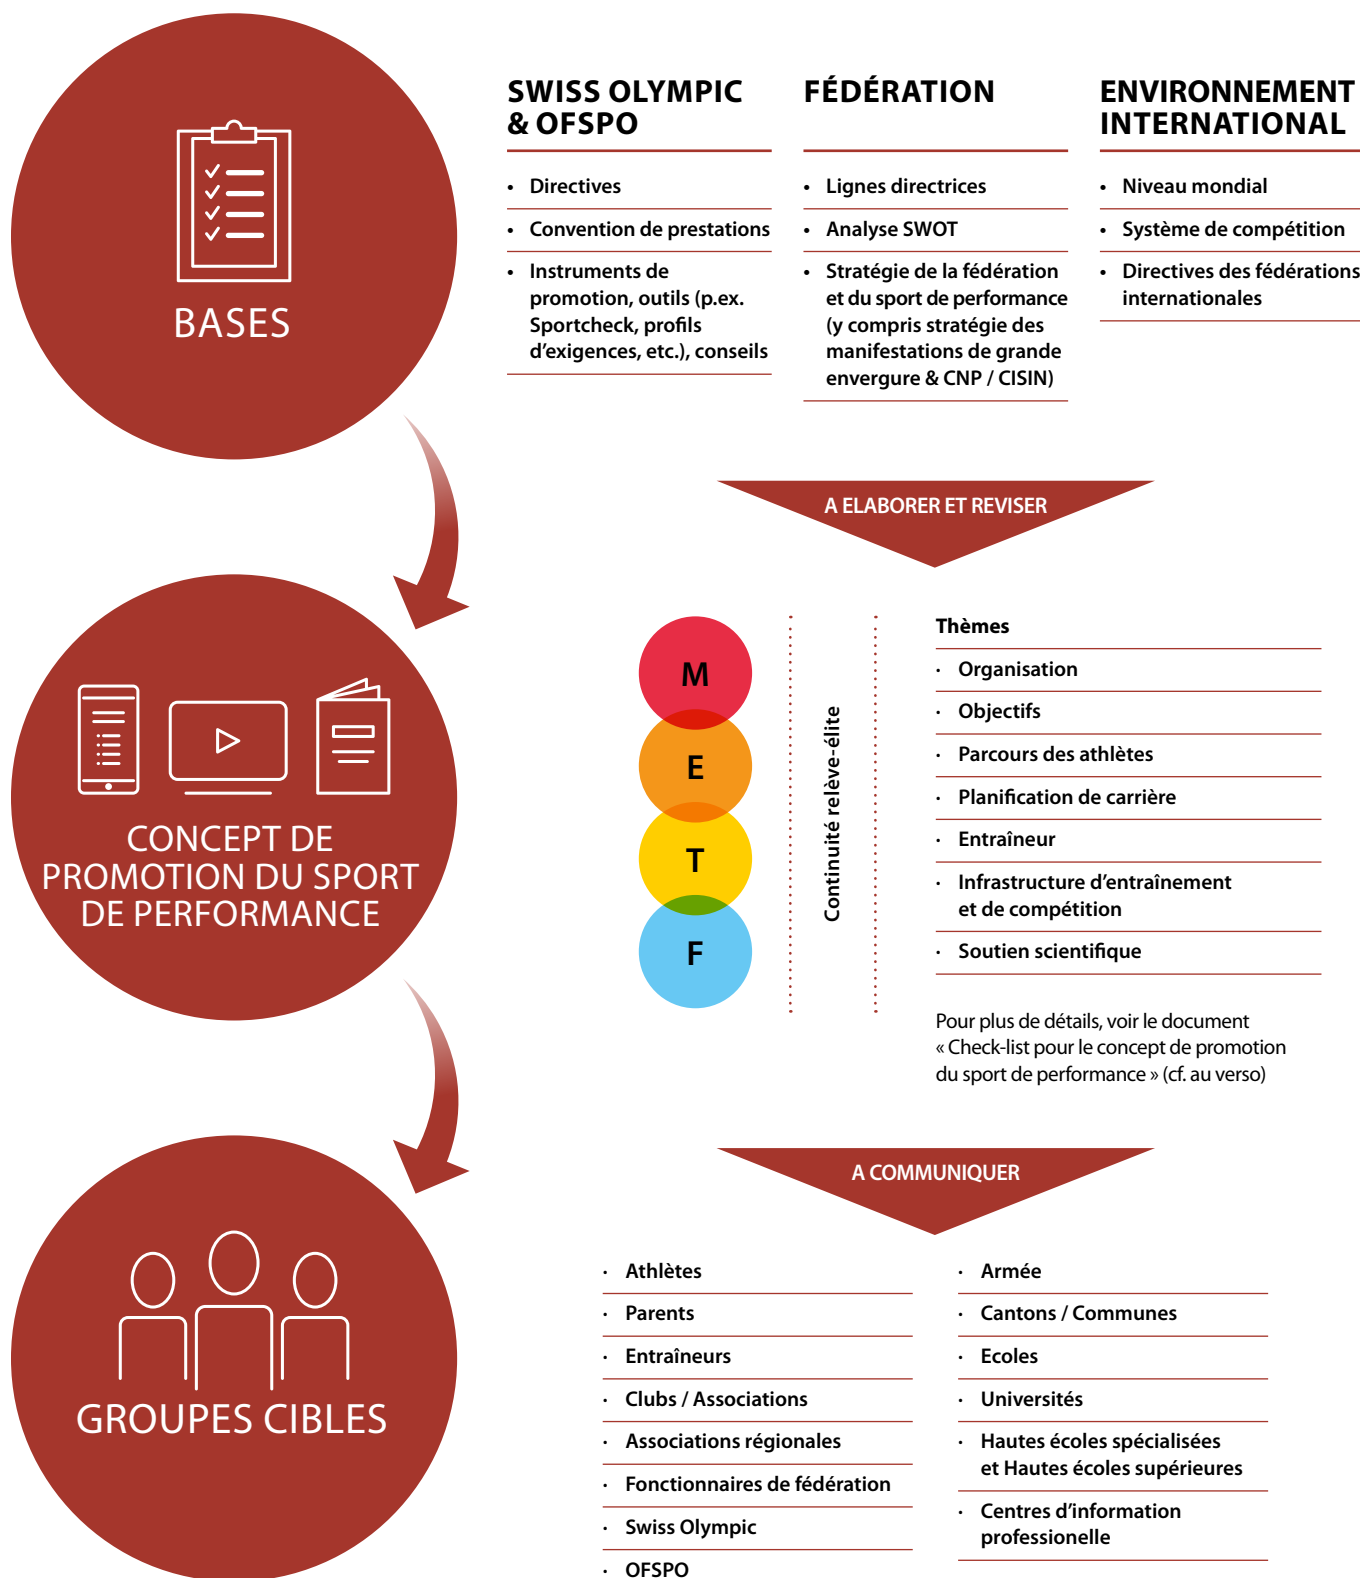 BASES
SWISS OLYMPIC
& OFSPO
• Directives
• Convention de prestations
• Instruments de
promotion, outils (p.ex.
Sportcheck, profils
d’exigences, etc.), conseils
FÉDÉRATION
• Lignes directrices
• Analyse SWOT
• Stratégie de la fédération
et du sport de performance
(y compris stratégie des
manifestations de grande
envergure & CNP / CISIN)
ENVIRONNEMENT
INTERNATIONAL
• Niveau mondial
• Système de compétition
• Directives des fédérations
internationales
A ELABORER ET REVISER
CONCEPT DE
PROMOTION DU SPORT
DE PERFORMANCE
M
E
T
F
Continuité relève-élite
Thèmes
· Organisation
· Objectifs
· Parcours des athlètes
· Planification de carrière
· Entraîneur
· Infrastructure d’entraînement
et de compétition
· Soutien scientifique
Pour plus de détails, voir le document
« Check-list pour le concept de promotion
du sport de performance » (cf. au verso)
A COMMUNIQUER
GROUPES CIBLES
· Athlètes
· Parents
· Entraîneurs
· Clubs / Associations
· Associations régionales
· Fonctionnaires de fédération
· Swiss Olympic
· OFSPO
· Armée
· Cantons / Communes
· Ecoles
· Universités
· Hautes écoles spécialisées
et Hautes écoles supérieures
· Centres d’information
professionelle